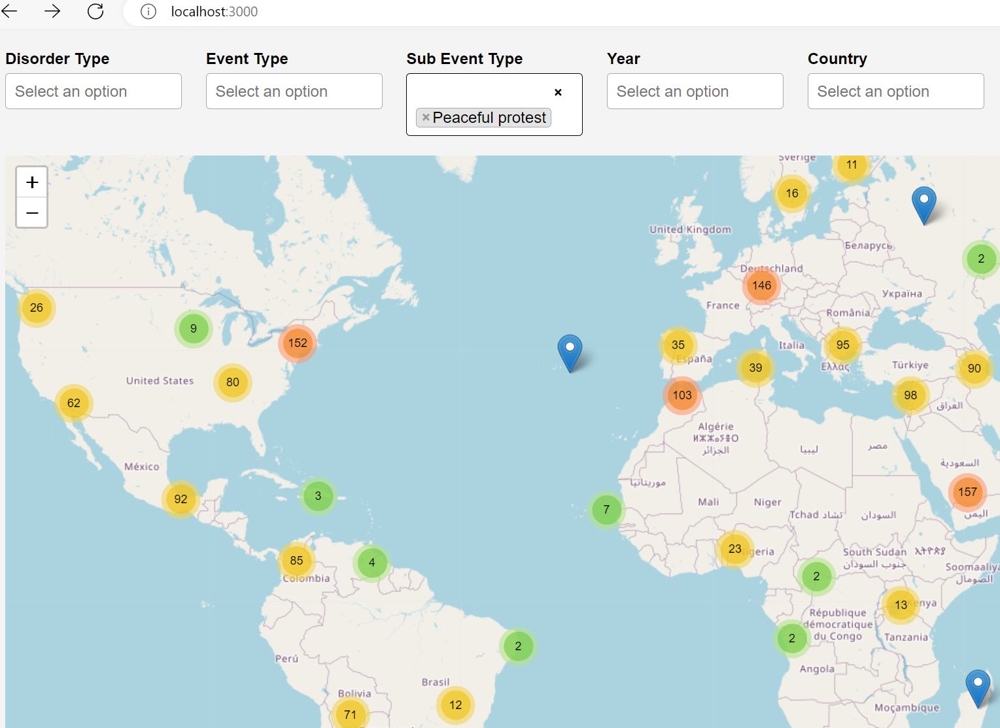 localhost:3000
Disorder Type
Event Type
Sub Event Type
Year
Country
Select an option
Select an option
×
× Peaceful protest
Select an option
Select an option
+
−
Sverige
11
16
United Kingdom
Беларусь
2
Deutschland
146
France
Україна
26
România
9
152
35
España
Italia
95
Ελλάς
Türkiye
90
39
United States
80
62
103
98
العراق
Algérie
ⵍⵣⵣⴰⵢⴻⵔ
الجزائر
ليبيا
مصر
México
السعودية
موريتانيا
92
3
157
Mali
Niger
7
Tchad تشاد
السودان
اليمن
23
igeria
South Sudan
جنوب السودان
ኢትዮጵያ
85
Colombia
4
Soomaaliya
الصومال
2
13
Kenya
République
démocratique
du Congo
2
Tanzania
2
Perú
Angola
Brasil
Bolivia
12
71
Moçambique